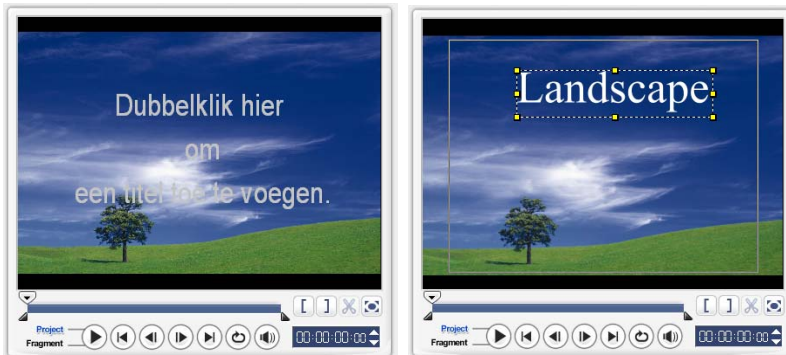 Dubbelklik hier
om
een titel toe te voegen.
Project
Fragment
00:00:00:00
Landscape
Project
Fragment
00:00:00:00